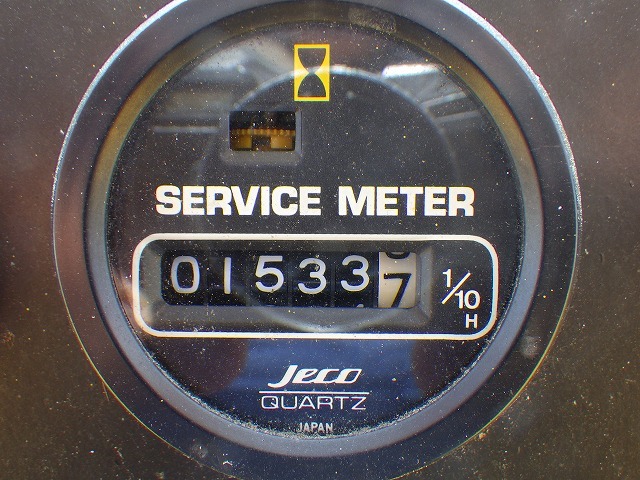 SERVICE METER
015337
1/10
H
Jeco
QUARTZ
JAPAN